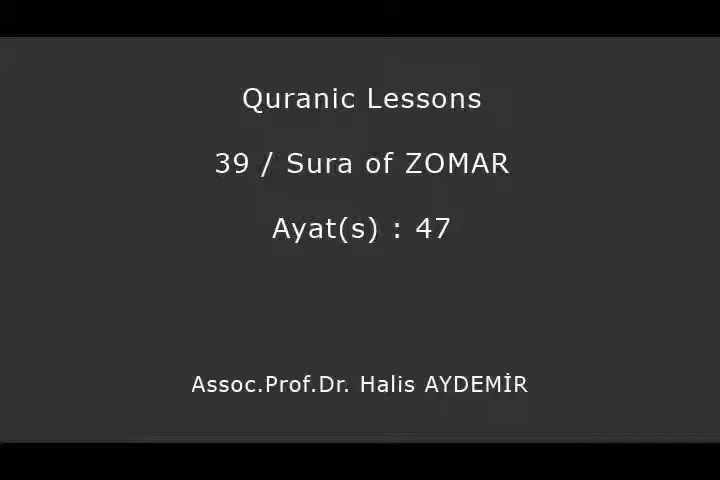 Quranic Lessons
39 / Sura of ZOMAR
Ayat(s) : 47
Assoc.Prof.Dr. Halis AYDEMİR